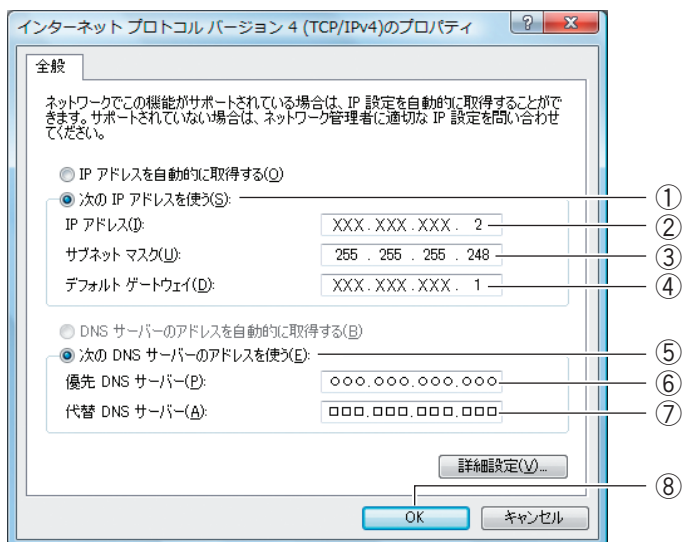 インターネット プロトコル バージョン 4 (TCP/IPv4)のプロパティ
全般
ネットワークでこの機能がサポートされている場合は、IP 設定を自動的に取得することがで
きます。サポートされていない場合は、ネットワーク管理者に適切な IP 設定を問い合わせ
てください。
IP アドレスを自動的に取得する(O)
次の IP アドレスを使う(S): ①
IP アドレス(I): XXX . XXX . XXX . 2 ②
サブネット マスク(U): 255 . 255 . 255 . 248 ③
デフォルト ゲートウェイ(D): XXX . XXX . XXX . 1 ④
DNS サーバーのアドレスを自動的に取得する(B)
次の DNS サーバーのアドレスを使う(E): ⑤
優先 DNS サーバー(P): ○○○.○○○.○○○.○○○ ⑥
代替 DNS サーバー(A): □□□.□□□.□□□.□□□ ⑦
詳細設定(V)...
⑧
OK キャンセル